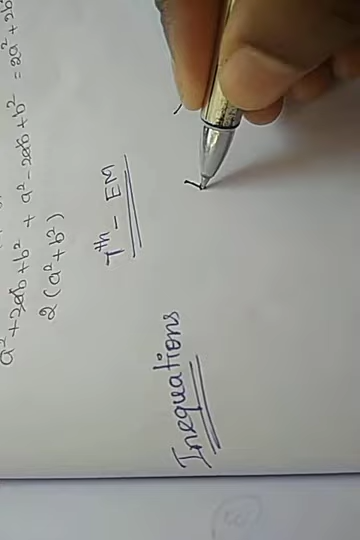 a² + 2ab + b² + a² - 2ab + b² = 2a² + 2b²
2(a² + b²)
7th - EM
Inequations